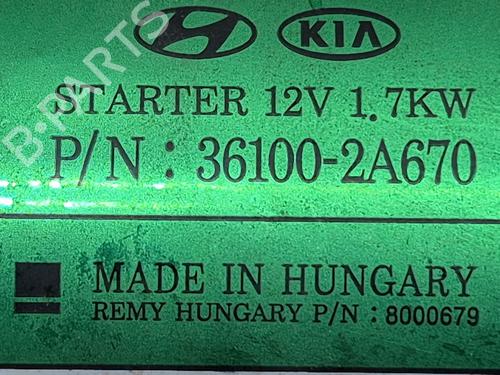 B-PARTS
KIA
STARTER 12V 1.7KW
P/N : 36100-2A670
MADE IN HUNGARY
REMY HUNGARY P/N : 8000679